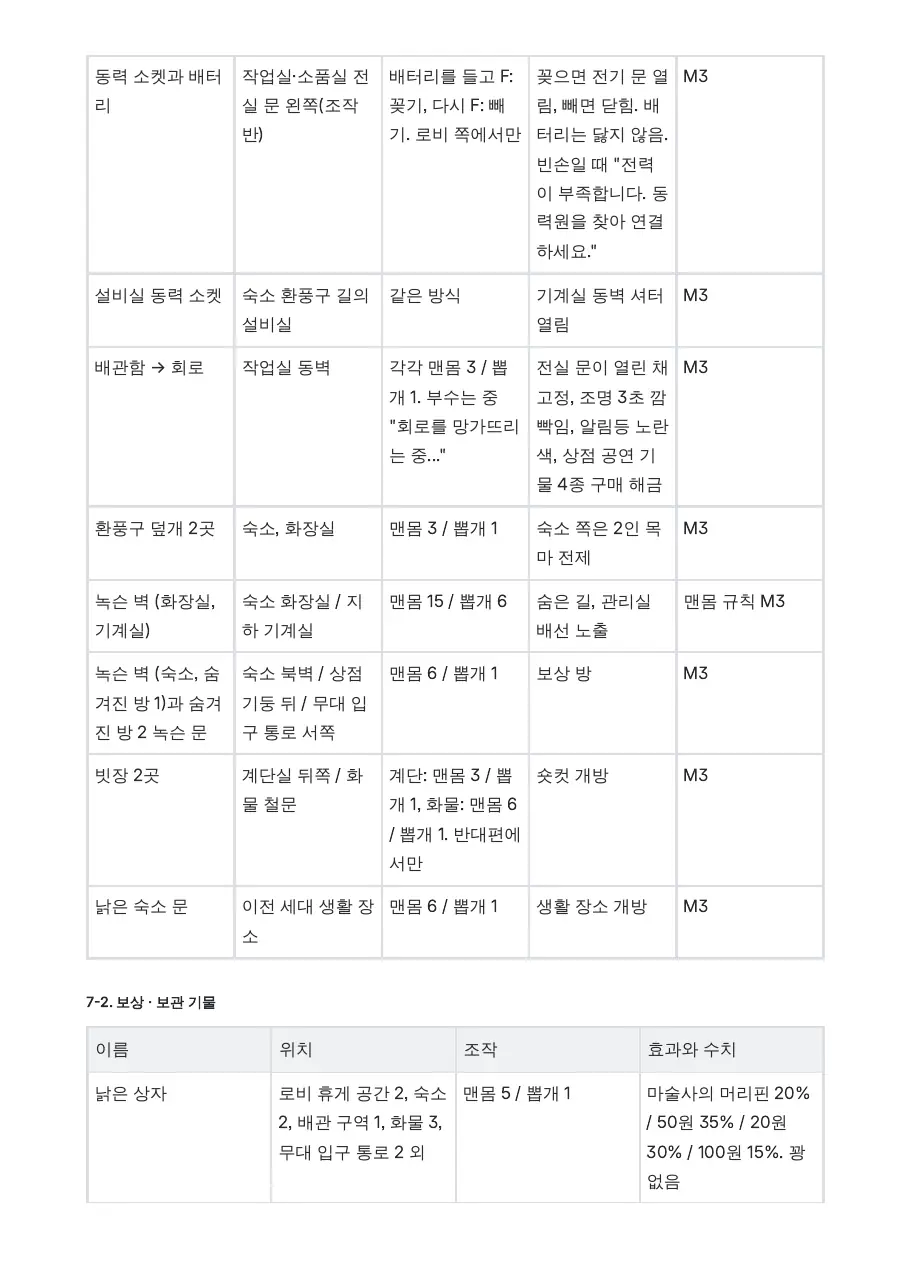 동력 소켓과 배터
리
작업실·소품실 전
실 문 왼쪽(조작
반)
배터리를 들고 F:
꽂기, 다시 F: 빼
기. 로비 쪽에서만
꽂으면 전기 문 열
림, 빼면 닫힘. 배
터리는 닳지 않음.
빈손일 때 "전력
이 부족합니다. 동
력원을 찾아 연결
하세요."
M3
설비실 동력 소켓
숙소 환풍구 길의
설비실
같은 방식
기계실 동벽 셔터
열림
M3
배관함 → 회로
작업실 동벽
각각 맨몸 3 / 뽑
개 1. 부수는 중
"회로를 망가뜨리
는 중..."
전실 문이 열린 채
고정, 조명 3초 깜
빡임, 알림등 노란
색, 상점 공연 기
물 4종 구매 해금
M3
환풍구 덮개 2곳
숙소, 화장실
맨몸 3 / 뽑개 1
숙소 쪽은 2인 목
마 전제
M3
녹슨 벽 (화장실,
기계실)
숙소 화장실 / 지
하 기계실
맨몸 15 / 뽑개 6
숨은 길, 관리실
배선 노출
맨몸 규칙 M3
녹슨 벽 (숙소, 숨
겨진 방 1)과 숨겨
진 방 2 녹슨 문
숙소 북벽 / 상점
기둥 뒤 / 무대 입
구 통로 서쪽
맨몸 6 / 뽑개 1
보상 방
M3
빗장 2곳
계단실 뒤쪽 / 화
물 철문
계단: 맨몸 3 / 뽑
개 1, 화물: 맨몸 6
/ 뽑개 1. 반대편에
서만
숏컷 개방
M3
낡은 숙소 문
이전 세대 생활 장
소
맨몸 6 / 뽑개 1
생활 장소 개방
M3
7-2. 보상 · 보관 기물
이름
위치
조작
효과와 수치
낡은 상자
로비 휴게 공간 2, 숙소
2, 배관 구역 1, 화물 3,
무대 입구 통로 2 외
맨몸 5 / 뽑개 1
마술사의 머리핀 20%
/ 50원 35% / 20원
30% / 100원 15%. 꽝
없음